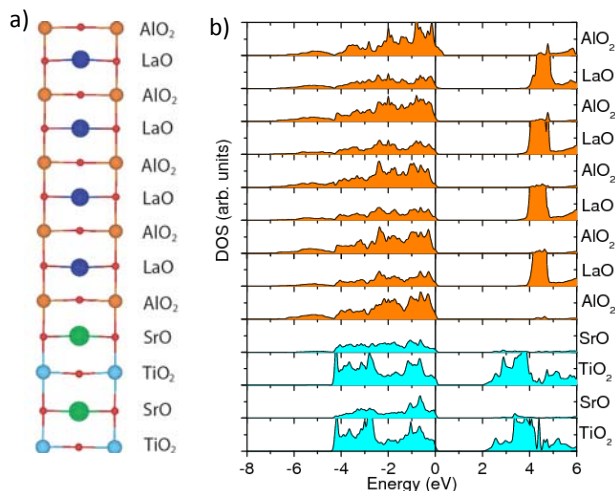 a)
AlO₂
LaO
AlO₂
LaO
AlO₂
LaO
AlO₂
LaO
AlO₂
SrO
TiO₂
SrO
TiO₂
b)
DOS (arb. units)
AlO₂
LaO
AlO₂
LaO
AlO₂
LaO
AlO₂
LaO
AlO₂
SrO
TiO₂
SrO
TiO₂
-8 -6 -4 -2 0 2 4 6
Energy (eV)